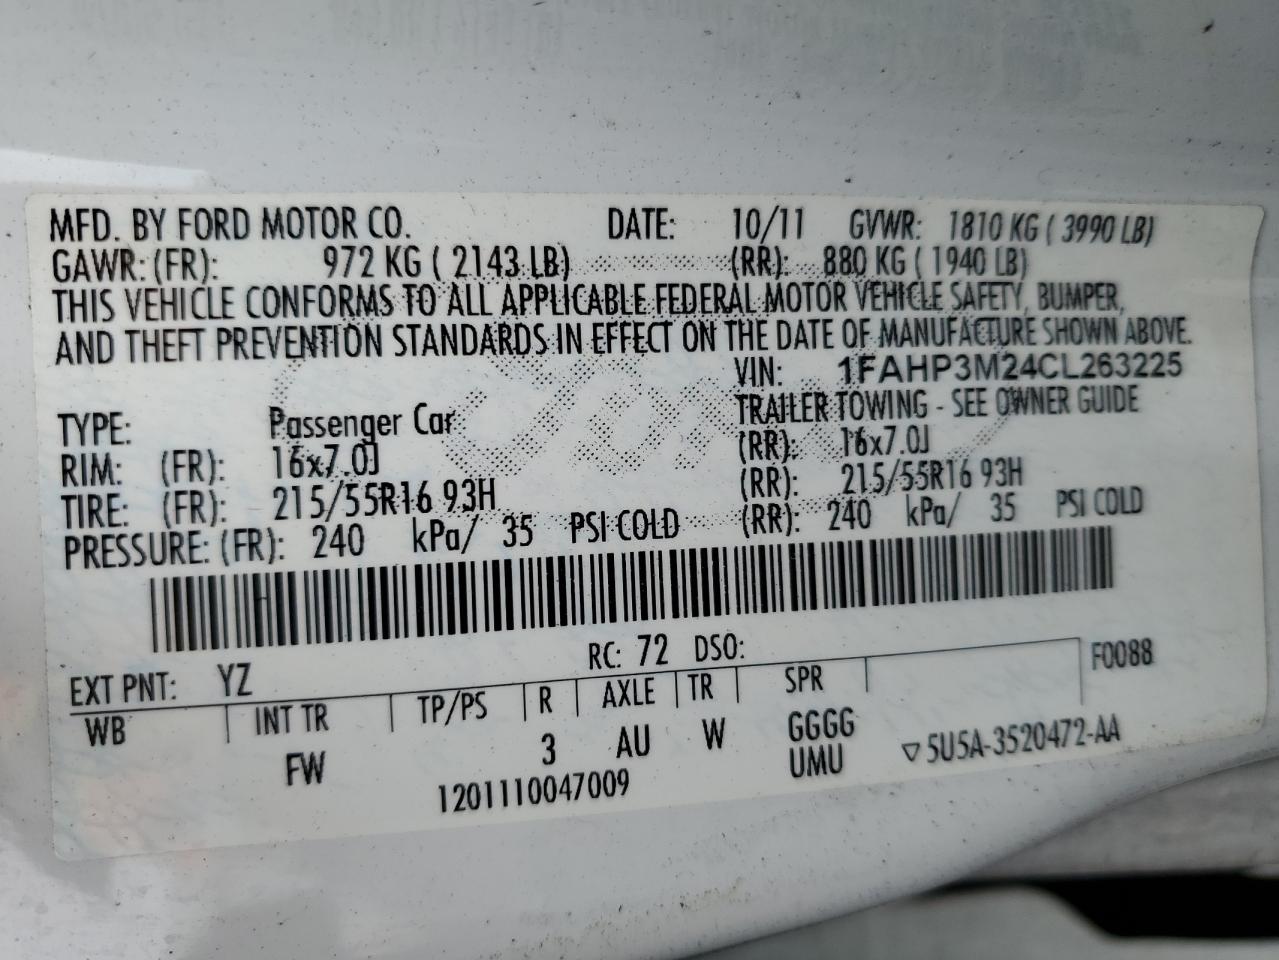 MFD. BY FORD MOTOR CO. DATE: 10/11 GVWR: 1810 KG ( 3990 LB)
GAWR: (FR): 972 KG ( 2143 LB) (RR): 880 KG ( 1940 LB)
THIS VEHICLE CONFORMS TO ALL APPLICABLE FEDERAL MOTOR VEHICLE SAFETY, BUMPER,
AND THEFT PREVENTION STANDARDS IN EFFECT ON THE DATE OF MANUFACTURE SHOWN ABOVE.
VIN: 1FAHP3M24CL263225
TYPE: Passenger Car TRAILER TOWING - SEE OWNER GUIDE
RIM: (FR): 16x7.0J (RR): 16x7.0J
TIRE: (FR): 215/55R16 93H (RR): 215/55R16 93H
PRESSURE: (FR): 240 kPa/ 35 PSI COLD (RR): 240 kPa/ 35 PSI COLD
EXT PNT: YZ RC: 72 DSO: F0088
WB INT TR TP/PS R AXLE TR SPR
FW 3 AU W GGGG
UMU ▽5U5A-3520472-AA
1201110047009